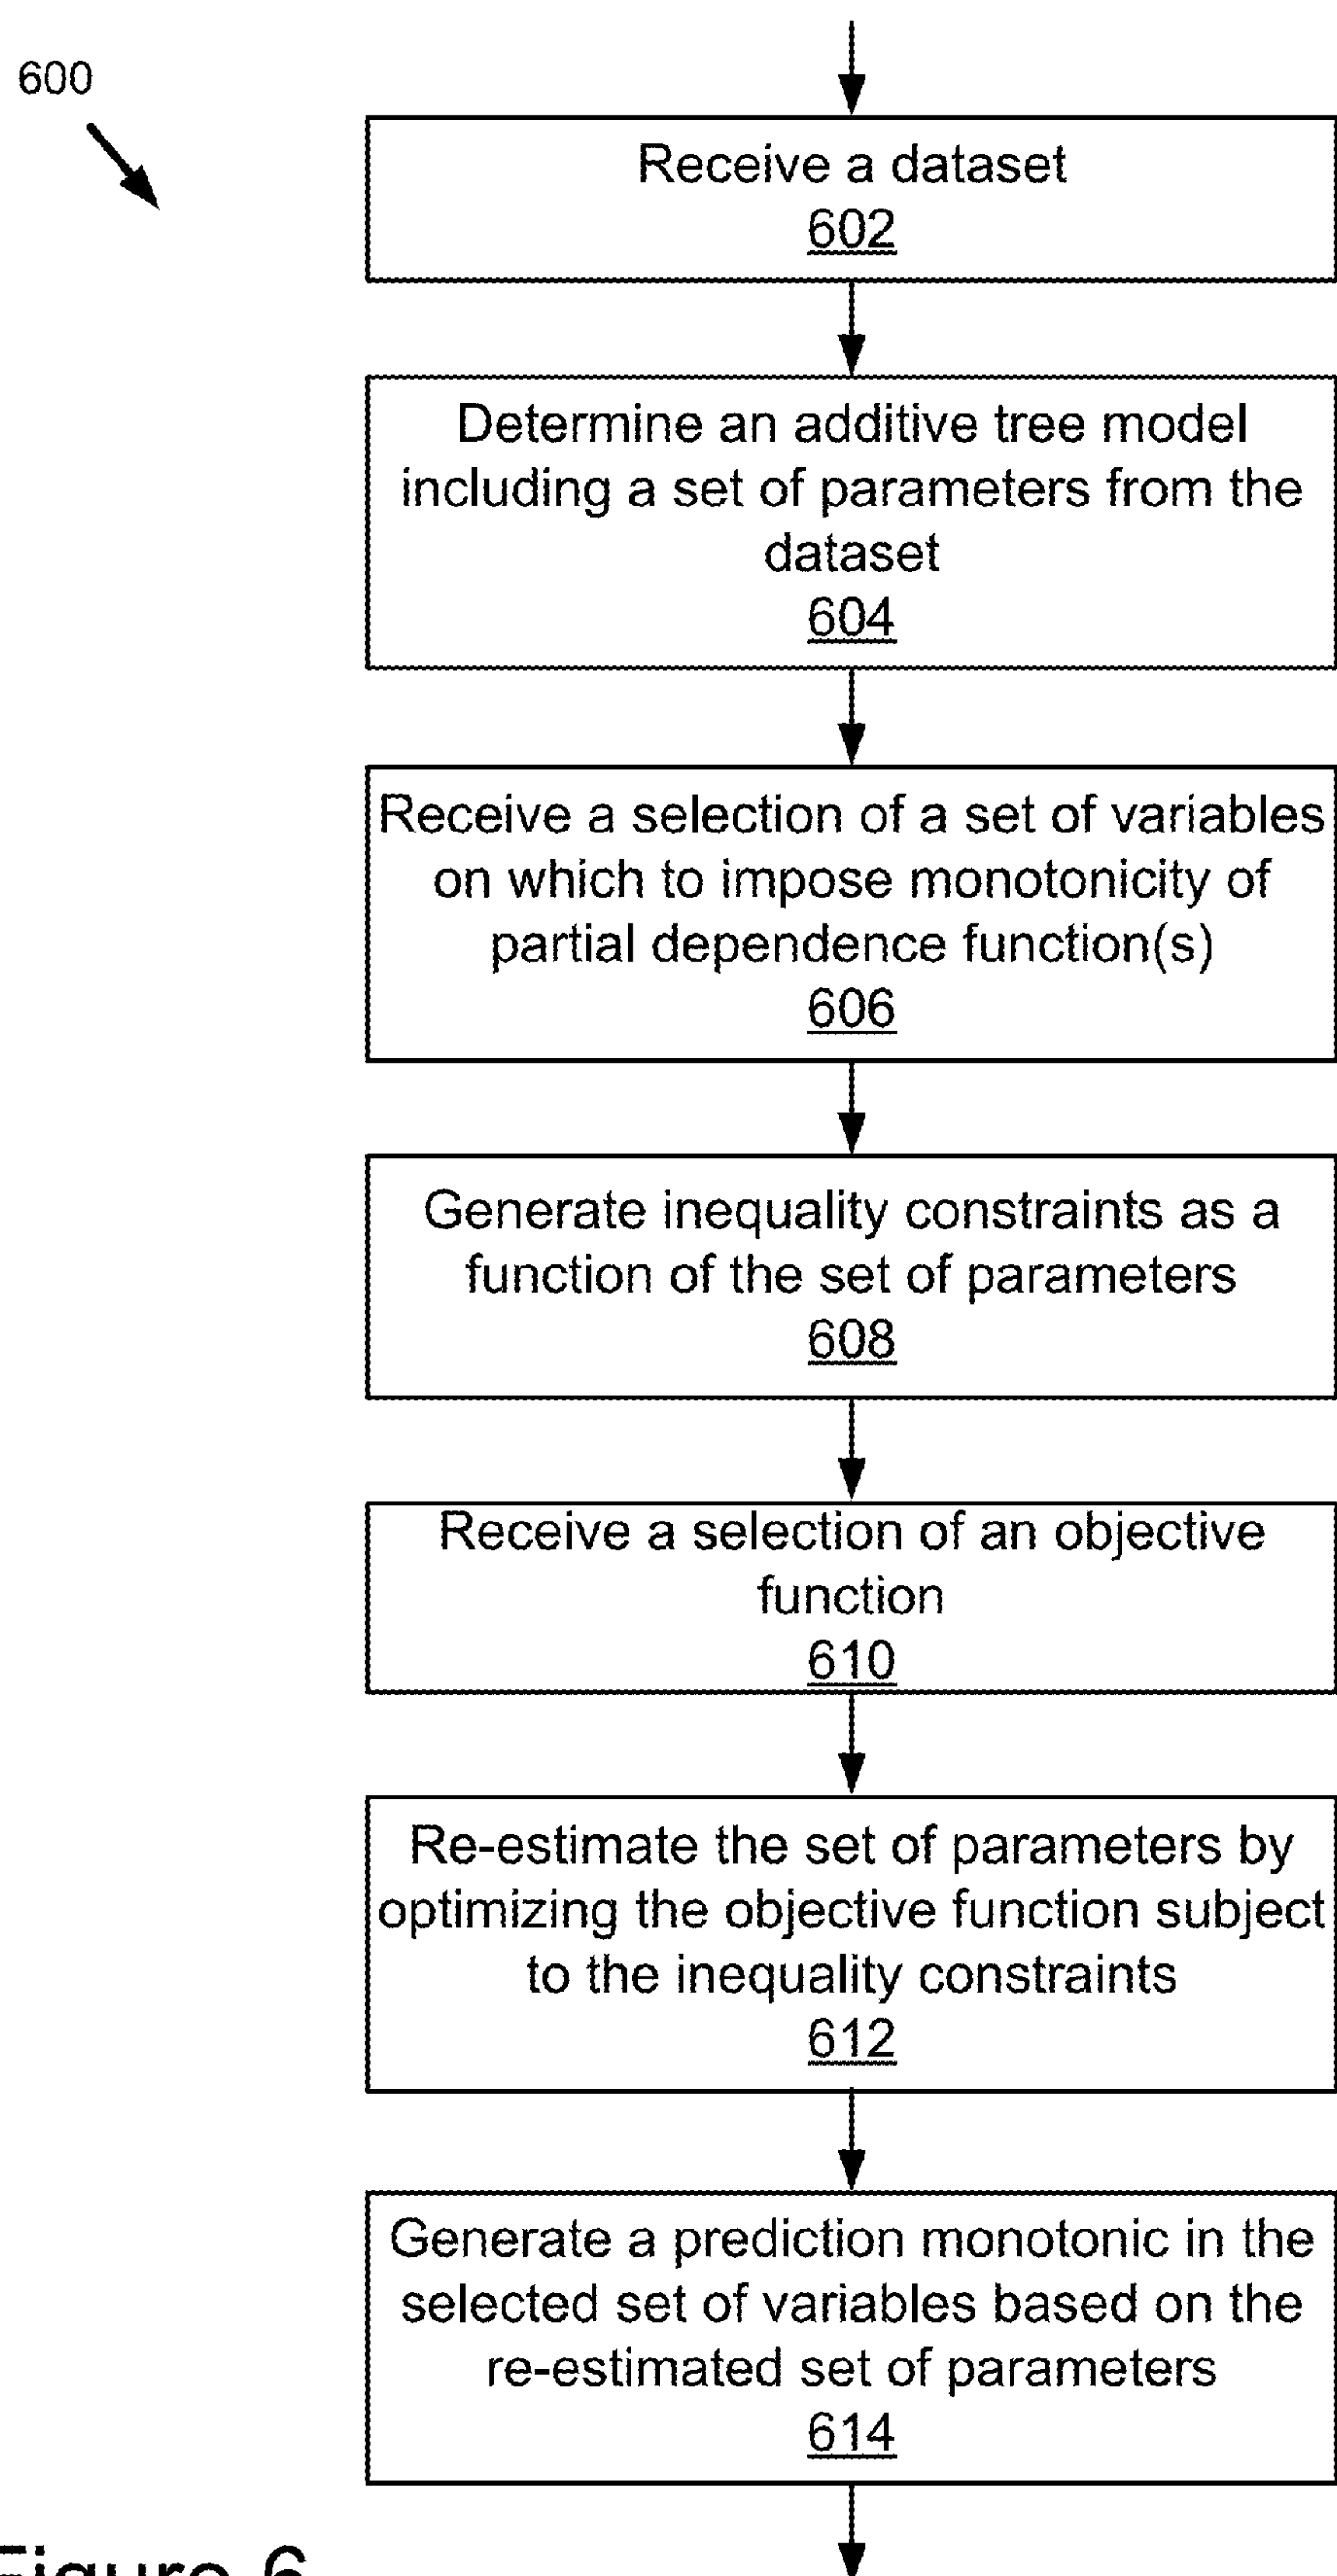 600
Receive a dataset
602
Determine an additive tree model
including a set of parameters from the
dataset
604
Receive a selection of a set of variables
on which to impose monotonicity of
partial dependence function(s)
606
Generate inequality constraints as a
function of the set of parameters
608
Receive a selection of an objective
function
610
Re-estimate the set of parameters by
optimizing the objective function subject
to the inequality constraints
612
Generate a prediction monotonic in the
selected set of variables based on the
re-estimated set of parameters
614
Figure 6